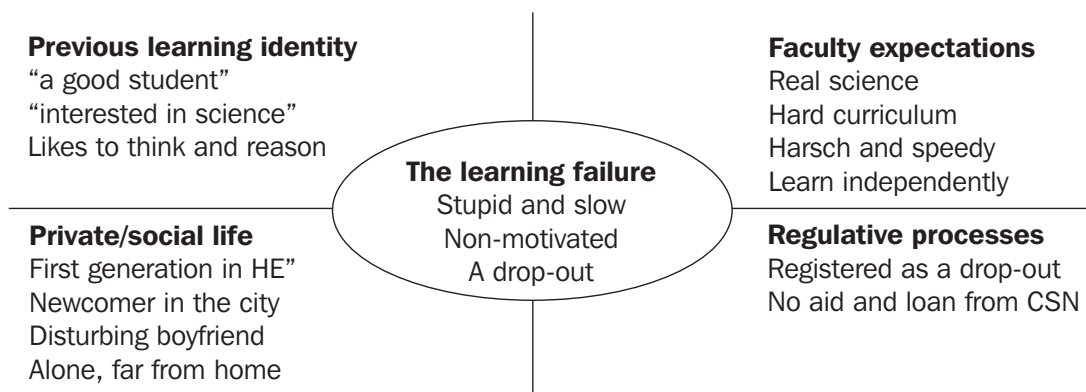 Previous learning identity
“a good student”
“interested in science”
Likes to think and reason
Faculty expectations
Real science
Hard curriculum
Harsch and speedy
Learn independently
The learning failure
Stupid and slow
Non-motivated
A drop-out
Private/social life
First generation in HE”
Newcomer in the city
Disturbing boyfriend
Alone, far from home
Regulative processes
Registered as a drop-out
No aid and loan from CSN